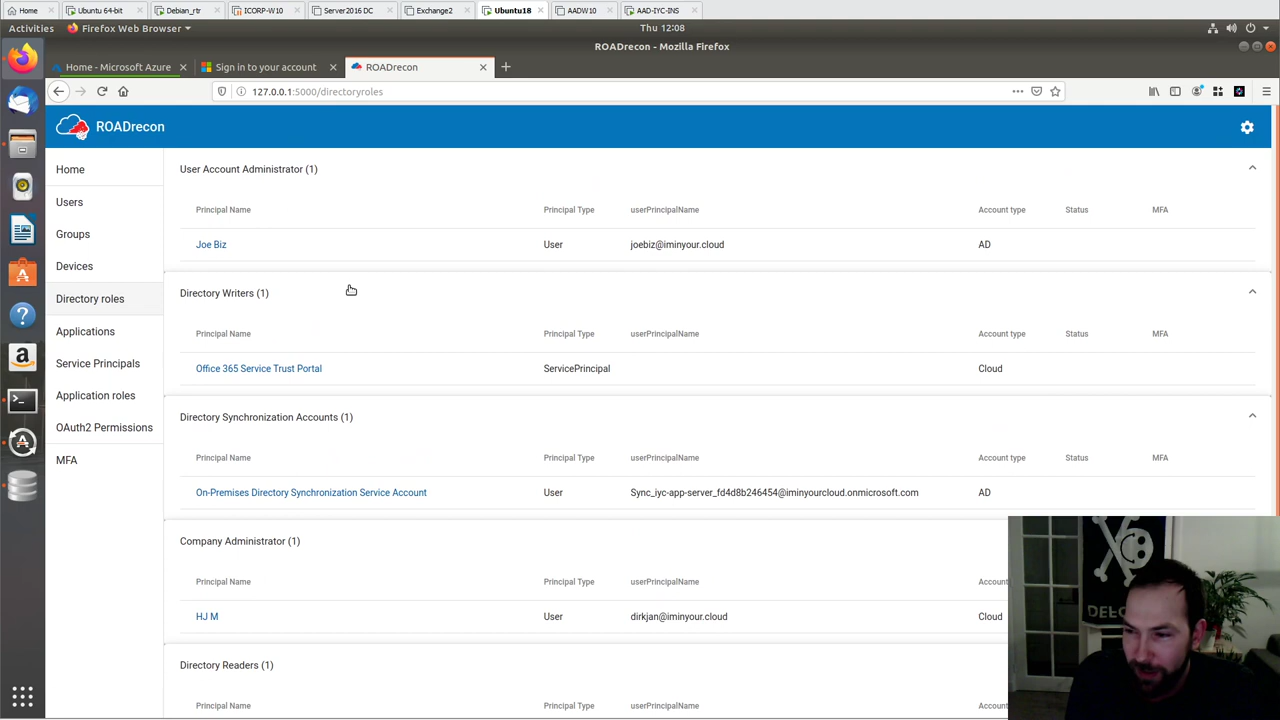 Home Ubuntu 64-bit Debian_rtr ICORP-W10 Server2016 DC Exchange2 Ubuntu18 AADW10 AAD-IYC-INS
Activities Firefox Web Browser Thu 12:08
ROADrecon - Mozilla Firefox
Home - Microsoft Azure Sign in to your account ROADrecon
127.0.0.1:5000/directoryroles
ROADrecon
Home
Users
Groups
Devices
Directory roles
Applications
Service Principals
Application roles
OAuth2 Permissions
MFA
User Account Administrator (1)
Principal Name Principal Type userPrincipalName Account type Status MFA
Joe Biz User joebiz@iminyour.cloud AD
Directory Writers (1)
Principal Name Principal Type userPrincipalName Account type Status MFA
Office 365 Service Trust Portal ServicePrincipal Cloud
Directory Synchronization Accounts (1)
Principal Name Principal Type userPrincipalName Account type Status MFA
On-Premises Directory Synchronization Service Account User Sync_iyc-app-server_fd4d8b246454@iminyourcloud.onmicrosoft.com AD
Company Administrator (1)
Principal Name Principal Type userPrincipalName Account
HJ M User dirkjan@iminyour.cloud Cloud
Directory Readers (1)
Principal Name Principal Type userPrincipalName